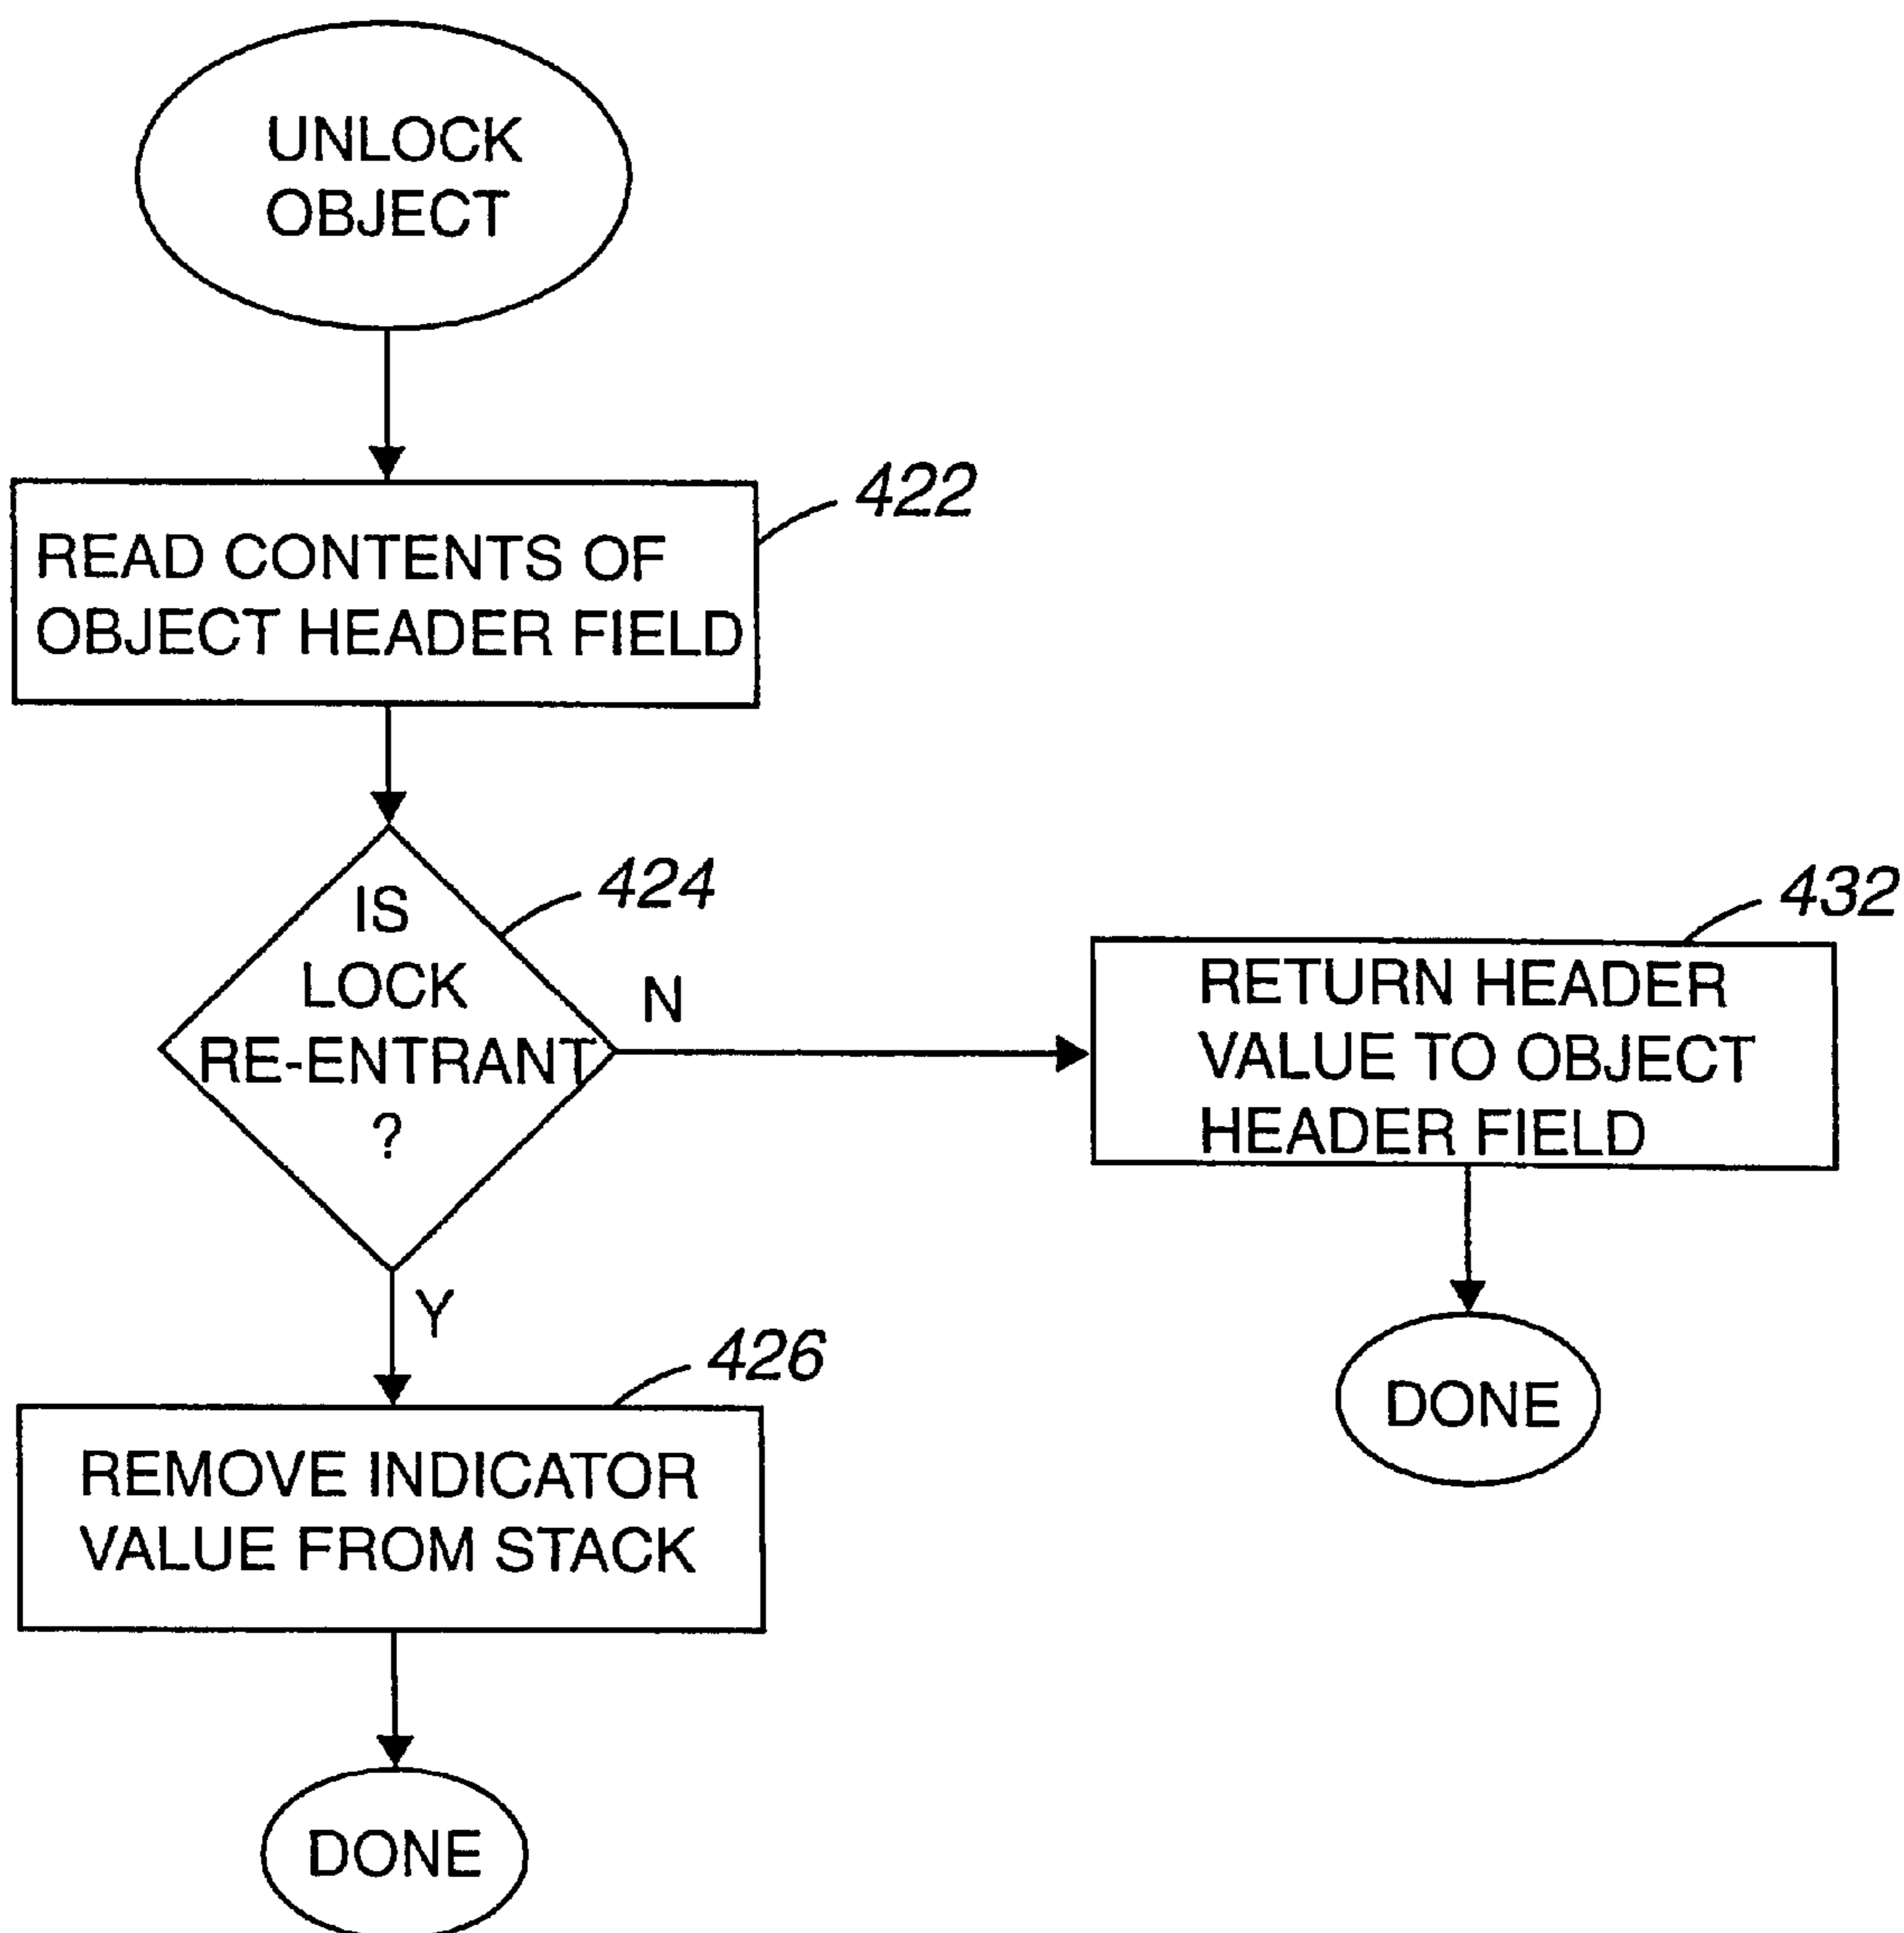 UNLOCK
OBJECT
422
READ CONTENTS OF
OBJECT HEADER FIELD
424
IS
LOCK
RE-ENTRANT
?
N
432
RETURN HEADER
VALUE TO OBJECT
HEADER FIELD
DONE
Y
426
REMOVE INDICATOR
VALUE FROM STACK
DONE